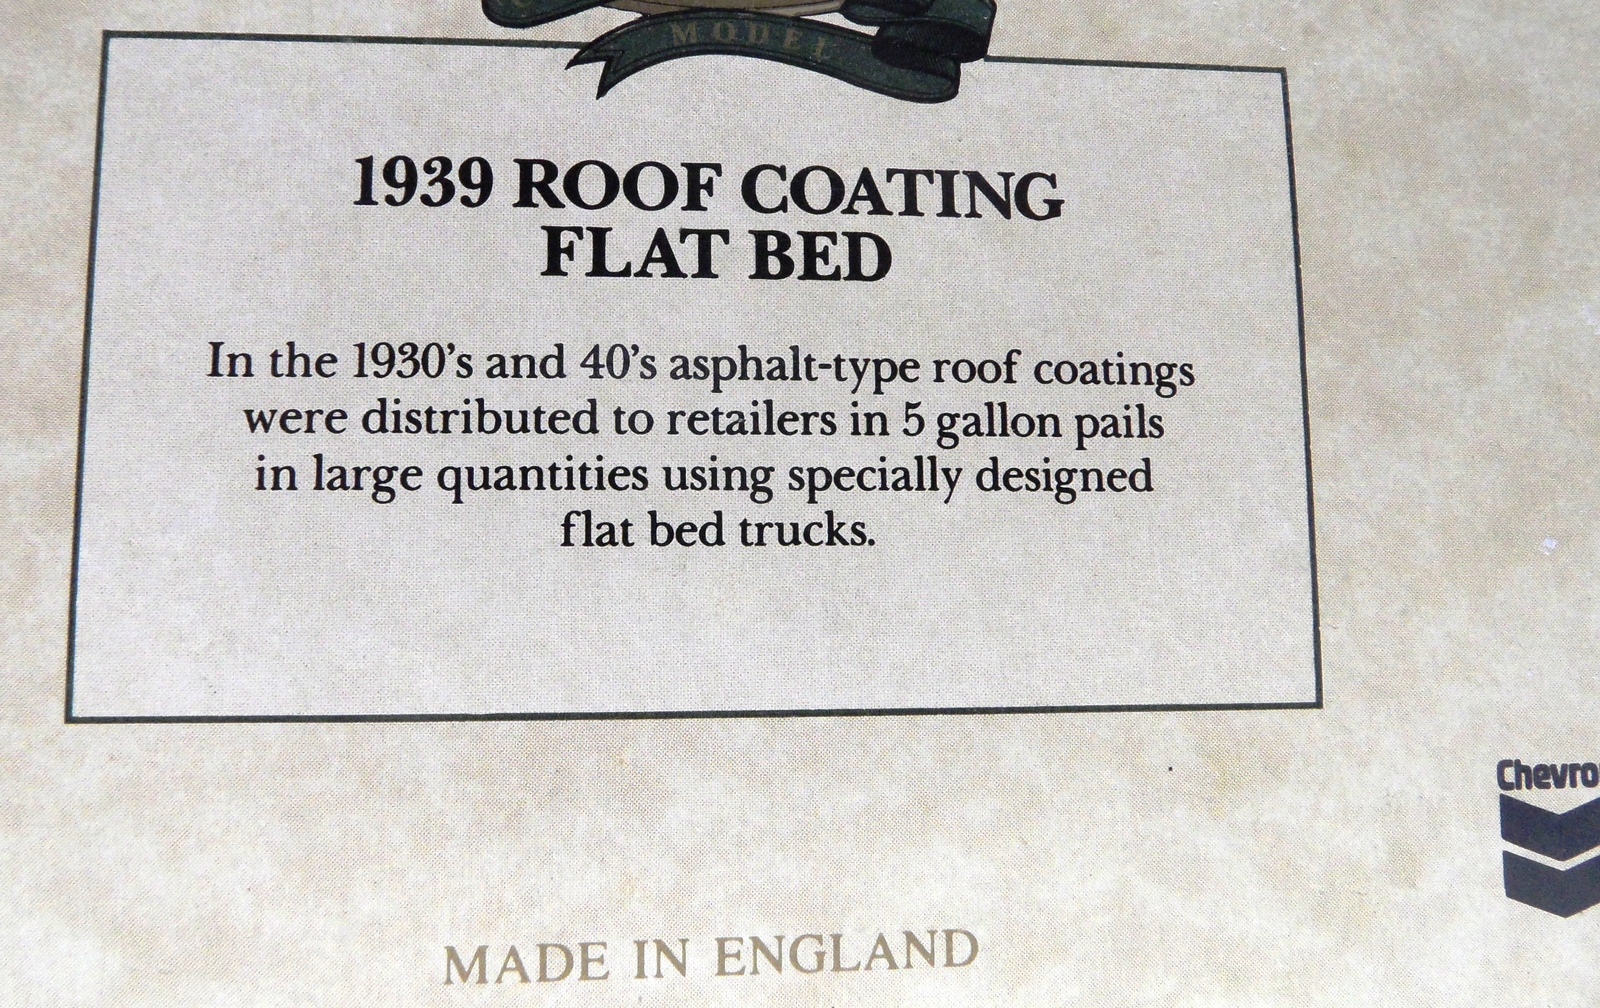 MODEL
1939 ROOF COATING
FLAT BED
In the 1930's and 40's asphalt-type roof coatings
were distributed to retailers in 5 gallon pails
in large quantities using specially designed
flat bed trucks.
Chevro
MADE IN ENGLAND